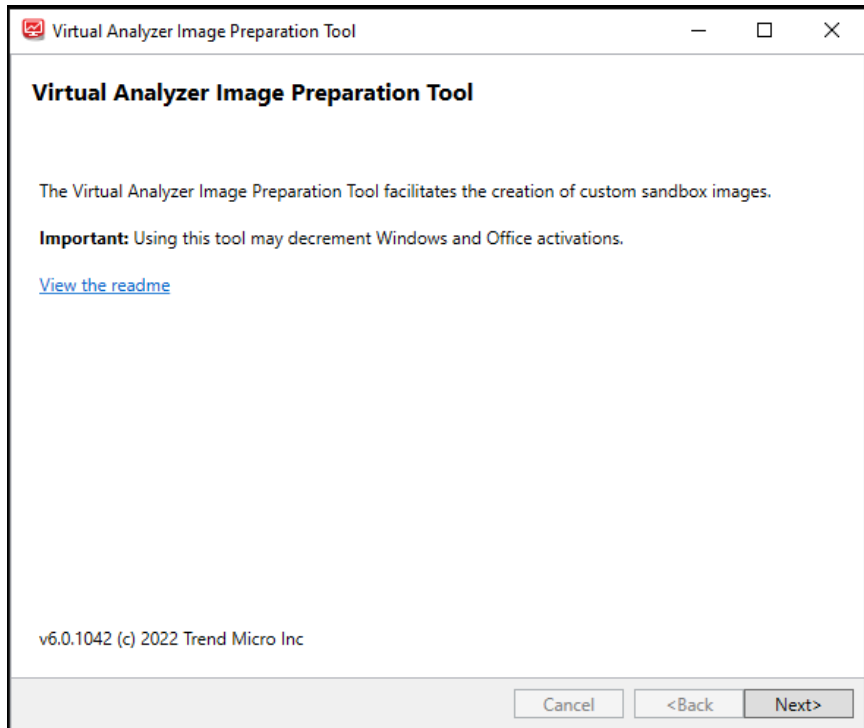 Virtual Analyzer Image Preparation Tool
Virtual Analyzer Image Preparation Tool
The Virtual Analyzer Image Preparation Tool facilitates the creation of custom sandbox images.
Important: Using this tool may decrement Windows and Office activations.
View the readme
v6.0.1042 (c) 2022 Trend Micro Inc
Cancel <Back Next>